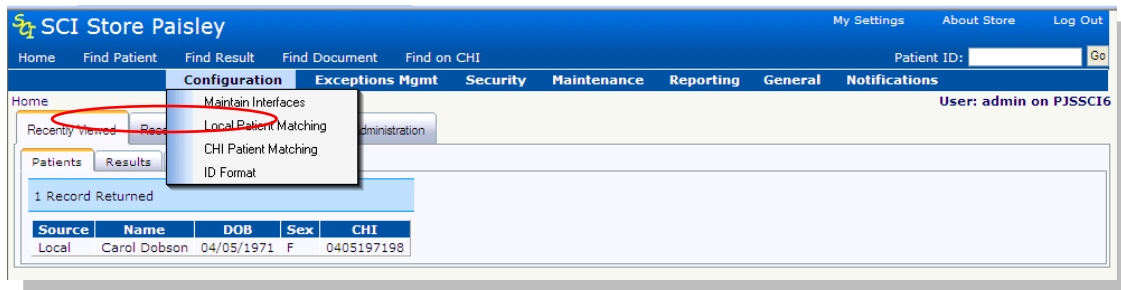 SCI SCI Store Paisley My Settings About Store Log Out
Home Find Patient Find Result Find Document Find on CHI Patient ID: Go
Configuration Exceptions Mgmt Security Maintenance Reporting General Notifications
Home User: admin on PJSSCI6
Maintain Interfaces
Recently Viewed Rece dministration
Local Patient Matching
Patients Results
CHI Patient Matching
ID Format
1 Record Returned
Source Name DOB Sex CHI
Local Carol Dobson 04/05/1971 F 0405197198